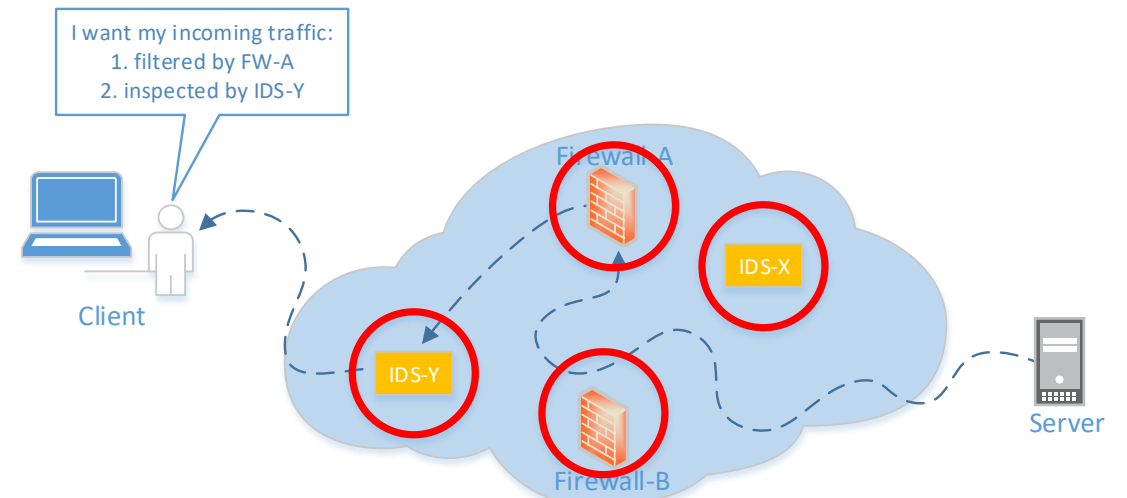 I want my incoming traffic:
1. filtered by FW-A
2. inspected by IDS-Y
Firewall-A
IDS-X
Client
IDS-Y
Server
Firewall-B